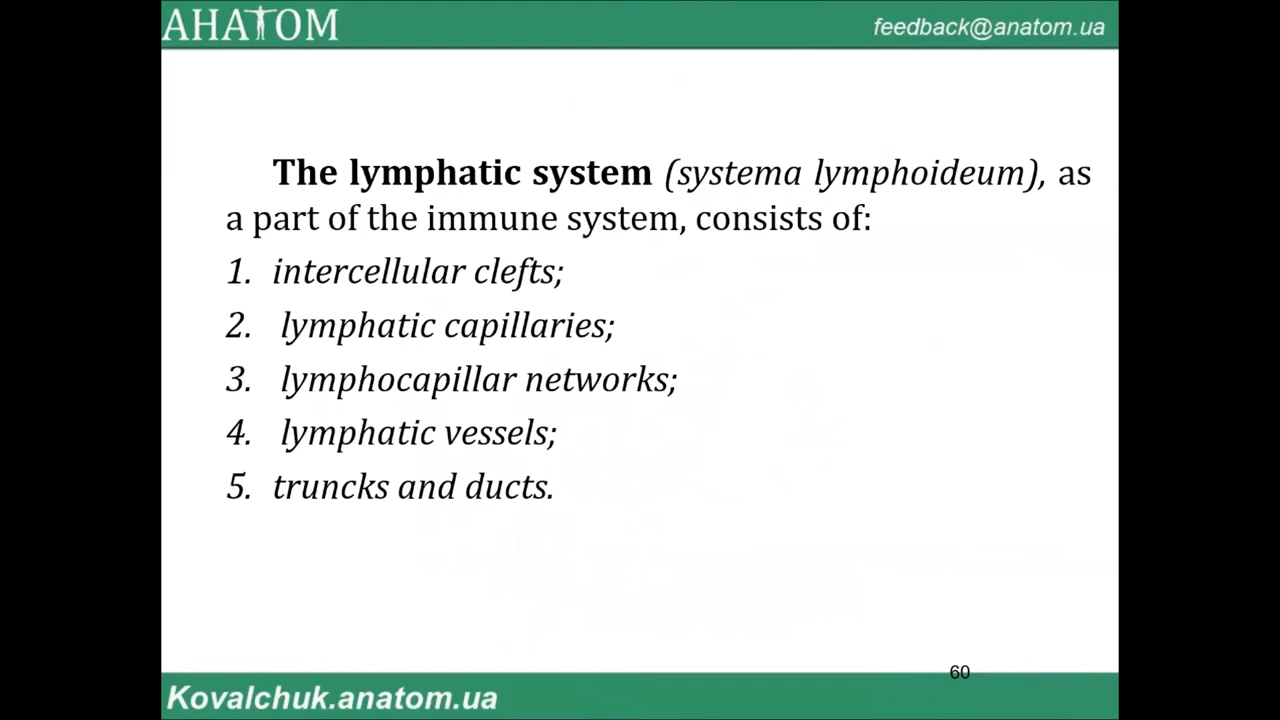 АНАТОМ
feedback@anatom.ua
The lymphatic system (systema lymphoideum), as
a part of the immune system, consists of:
1. intercellular clefts;
2. lymphatic capillaries;
3. lymphocapillar networks;
4. lymphatic vessels;
5. truncks and ducts.
60
Kovalchuk.anatom.ua